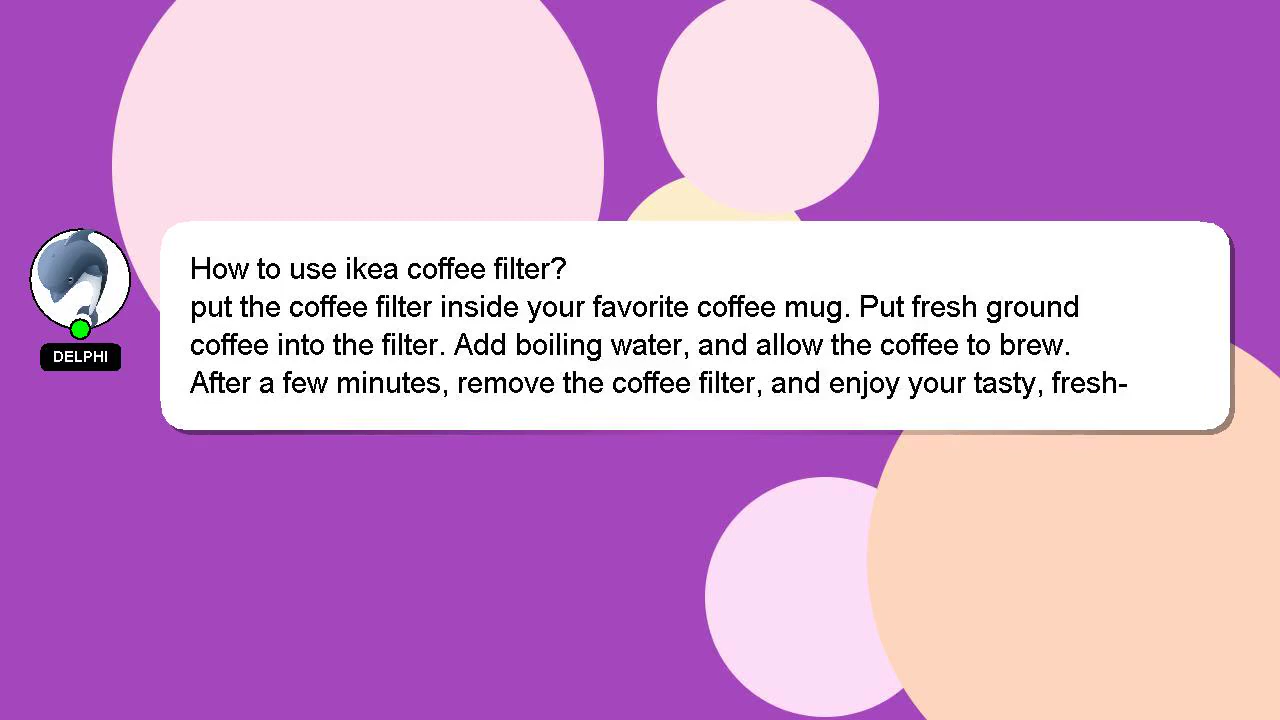 How to use ikea coffee filter?
put the coffee filter inside your favorite coffee mug. Put fresh ground
coffee into the filter. Add boiling water, and allow the coffee to brew.
After a few minutes, remove the coffee filter, and enjoy your tasty, fresh-
DELPHI